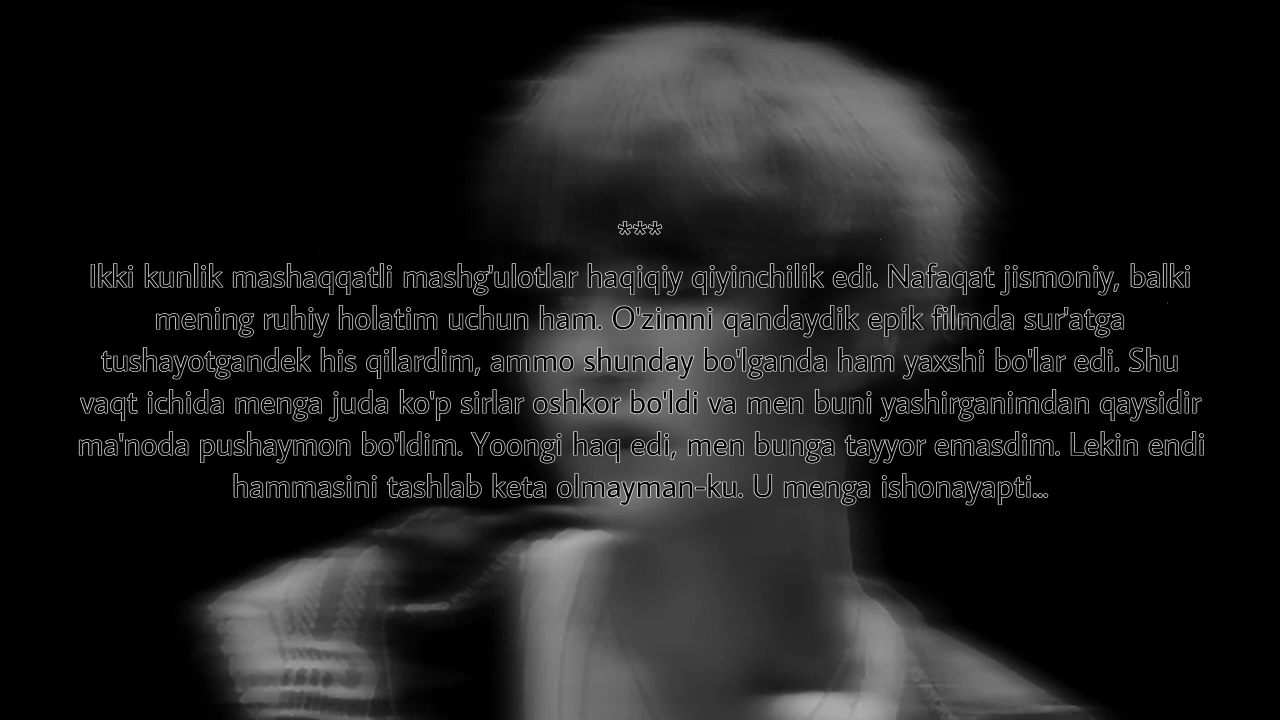 ***
Ikki kunlik mashaqqatli mashg'ulotlar haqiqiy qiyinchilik edi. Nafaqat jismoniy, balki
mening ruhiy holatim uchun ham. O'zimni qandaydik epik filmda sur'atga
tushayotgandek his qilardim, ammo shunday bo'lganda ham yaxshi bo'lar edi. Shu
vaqt ichida menga juda ko'p sirlar oshkor bo'ldi va men buni yashirganimdan qaysidir
ma'noda pushaymon bo'ldim. Yoongi haq edi, men bunga tayyor emasdim. Lekin endi
hammasini tashlab keta olmayman-ku. U menga ishonayapti...